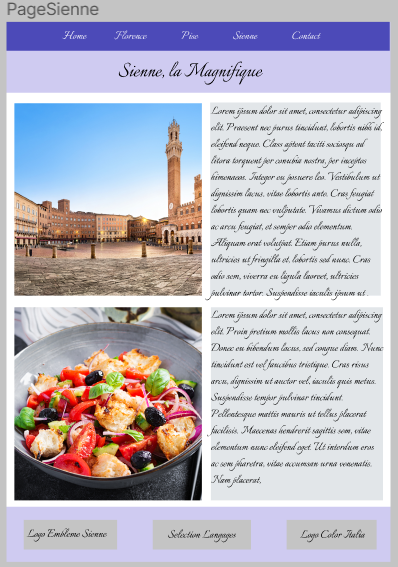 PageSienne
Home Florence Pise Sienne Contact
Sienne, la Magnifique
Lorem ipsum dolor sit amet, consectetur adipiscing
elit. Praesent nec purus tincidunt, lobortis nibh id,
eleifend neque. Class aptent taciti sociosqu ad
litora torquent per conubia nostra, per inceptos
himenaeos. Integer eu posuere leo. Vestibulum ut
dignissim lacus, vitae lobortis ante. Cras feugiat
lobortis quam nec vulputate. Vivamus dictum odio
ac arcu feugiat, et semper odio elementum.
Aliquam erat volutpat. Etiam purus nulla,
ultricies ut fringilla et, lobortis sed nunc. Cras
odio sem, viverra eu ligula laoreet, ultricies
pulvinar tortor. Suspendisse iaculis ipsum ut
Lorem ipsum dolor sit amet, consectetur adipiscing
elit. Proin pretium mollis lacus non consequat.
Donec eu bibendum lacus, sed congue diam. Nunc
tincidunt est vel faucibus tristique. Cras risus
arcu, dignissim ut auctor vel, iaculis quis metus.
Suspendisse tempor pulvinar tincidunt.
Pellentesque mattis mauris ut tellus placerat
facilisis. Maecenas hendrerit sagittis sem, vitae
elementum nunc eleifend eget. Ut interdum eros
ac sem pharetra, vitae accumsan urna venenatis.
Nam placerat,
Logo Emblème Sienne Selection Langages Logo Color Italia